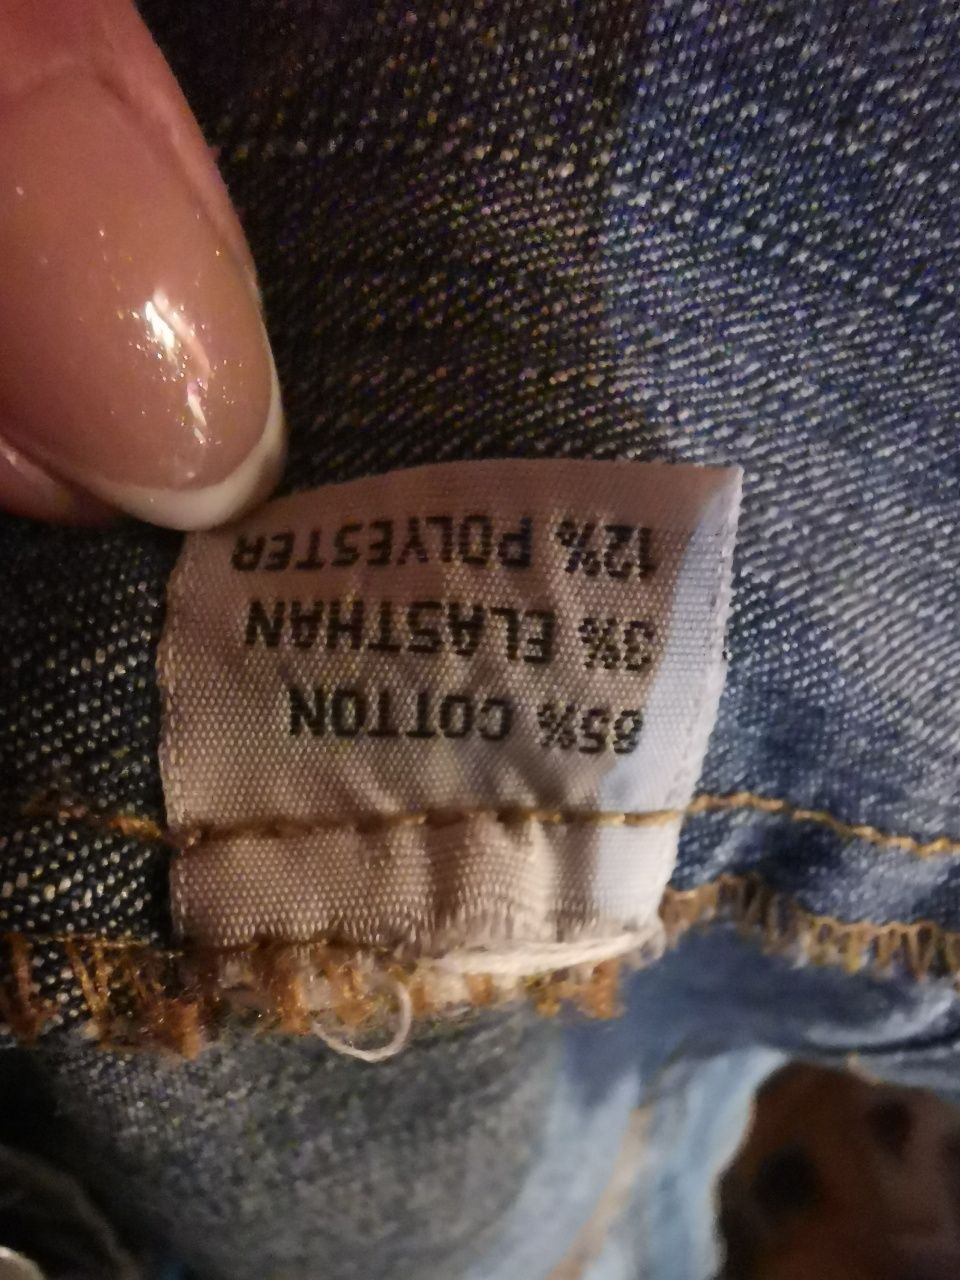 85% COTTON
3% ELASTHAN
12% POLYESTER